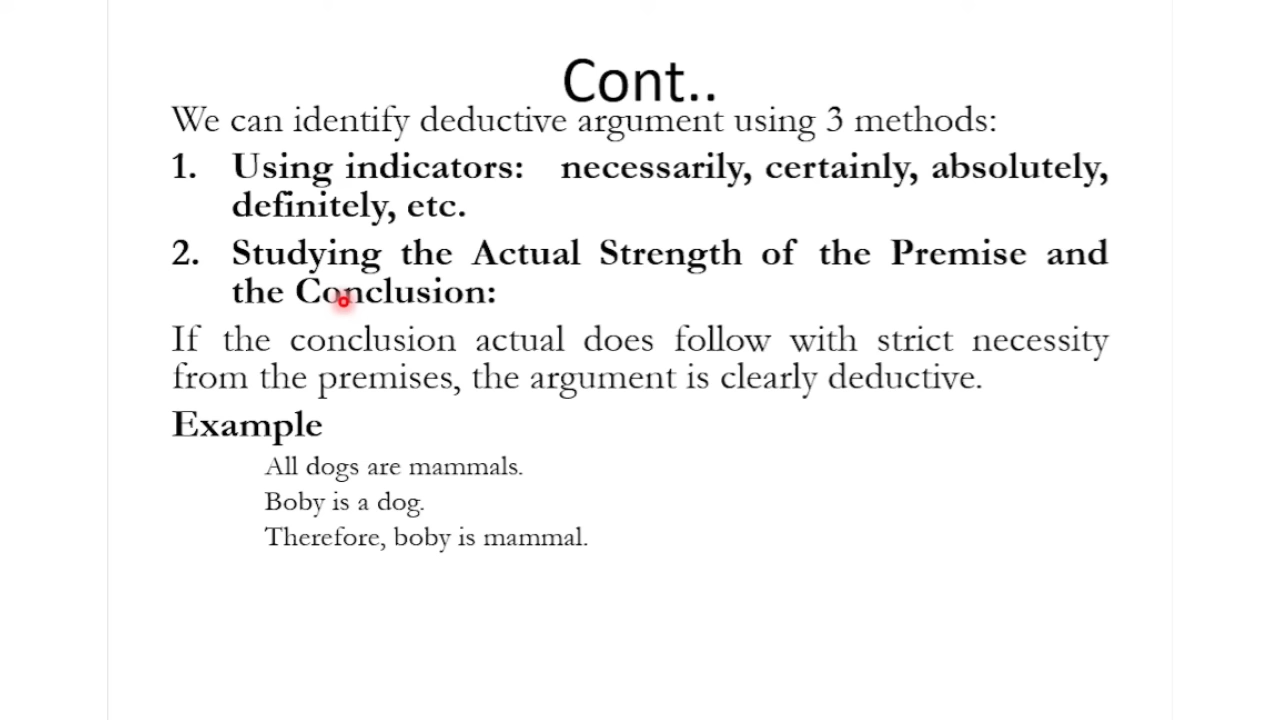 Cont..
We can identify deductive argument using 3 methods:
1. Using indicators: necessarily, certainly, absolutely,
definitely, etc.
2. Studying the Actual Strength of the Premise and
the Conclusion:
If the conclusion actual does follow with strict necessity
from the premises, the argument is clearly deductive.
Example
All dogs are mammals.
Boby is a dog.
Therefore, boby is mammal.